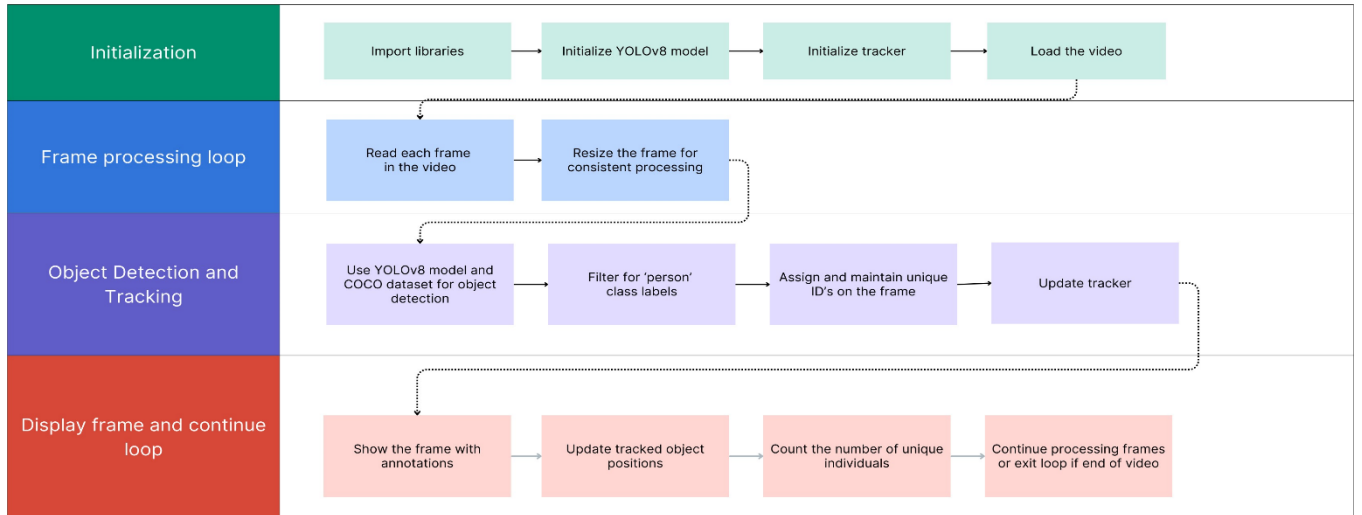 Initialization
Import libraries
Initialize YOLOv8 model
Initialize tracker
Load the video
Frame processing loop
Read each frame
in the video
Resize the frame for
consistent processing
Object Detection and
Tracking
Use YOLOv8 model and
COCO dataset for object
detection
Filter for ‘person’
class labels
Assign and maintain unique
ID’s on the frame
Update tracker
Display frame and continue
loop
Show the frame with
annotations
Update tracked object
positions
Count the number of unique
individuals
Continue processing frames
or exit loop if end of video